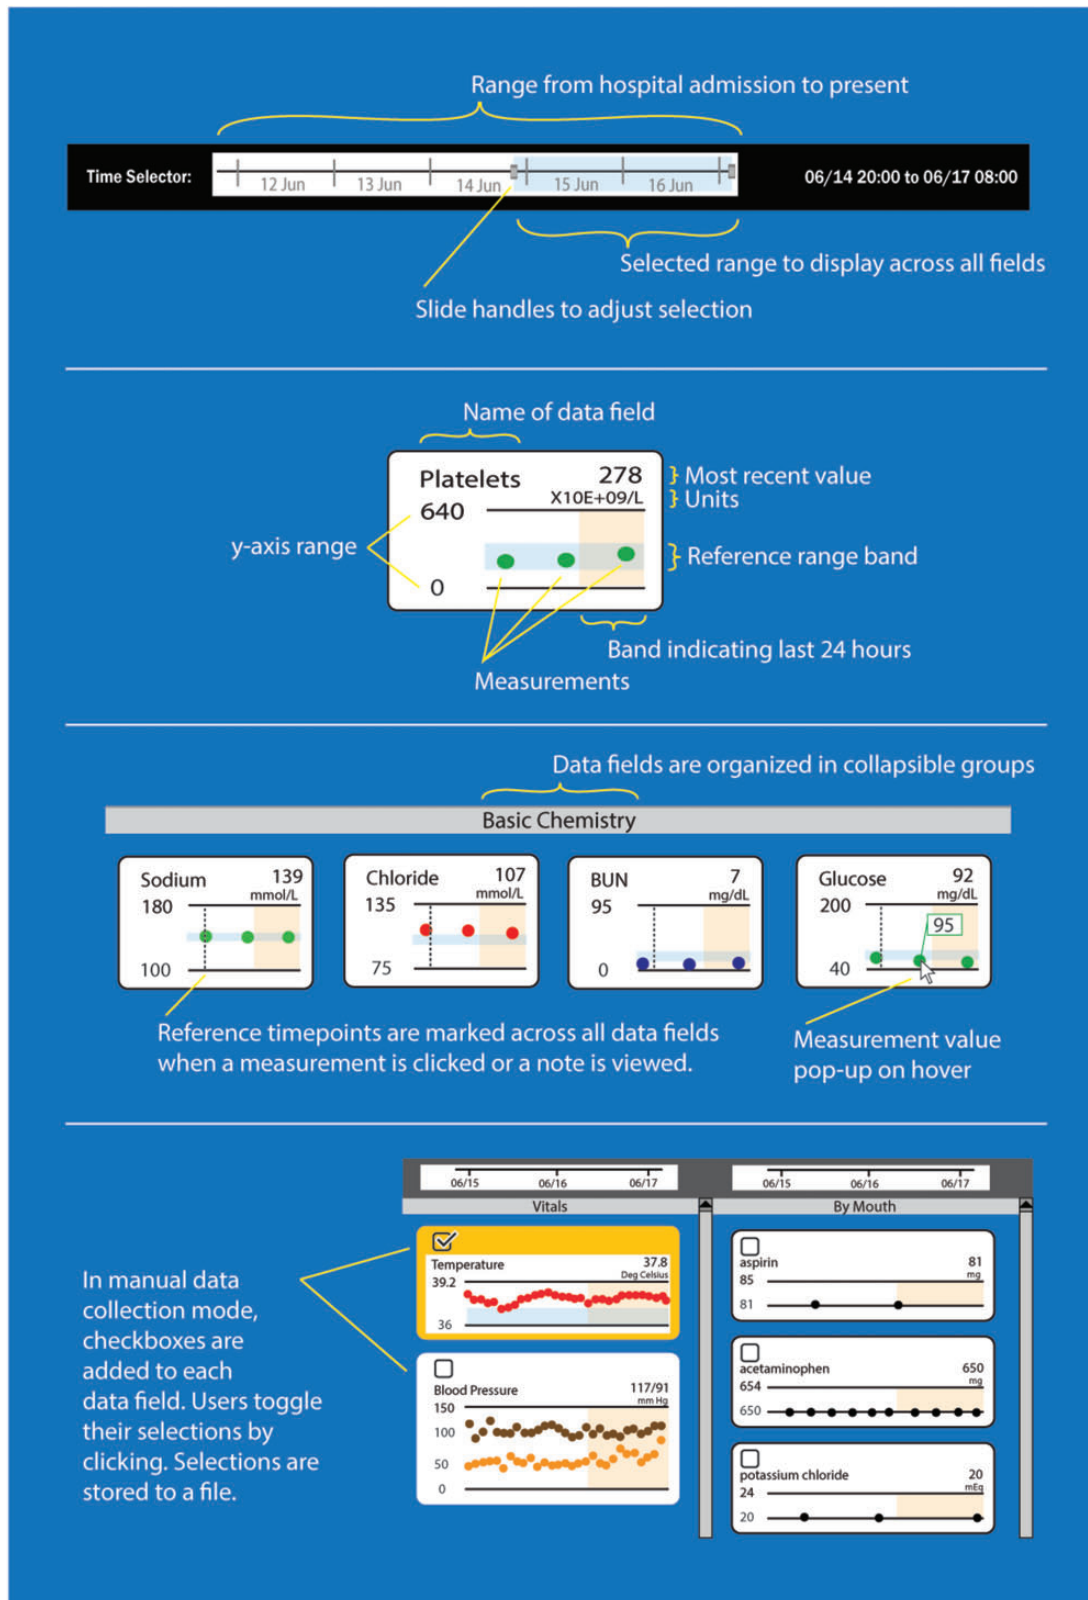 Range from hospital admission to present
Time Selector:
12 Jun
13 Jun
14 Jun
15 Jun
16 Jun
06/14 20:00 to 06/17 08:00
Selected range to display across all fields
Slide handles to adjust selection
Name of data field
Platelets
278
X10E+09/L
640
0
Most recent value
Units
y-axis range
Reference range band
Band indicating last 24 hours
Measurements
Data fields are organized in collapsible groups
Basic Chemistry
Sodium
139
mmol/L
180
100
Chloride
107
mmol/L
135
75
BUN
7
mg/dL
95
0
Glucose
92
mg/dL
200
95
40
Reference timepoints are marked across all data fields
when a measurement is clicked or a note is viewed.
Measurement value
pop-up on hover
06/15
06/16
06/17
06/15
06/16
06/17
Vitals
By Mouth
In manual data
collection mode,
checkboxes are
added to each
data field. Users toggle
their selections by
clicking. Selections are
stored to a file.
Temperature
37.8
Deg Celsius
39.2
36
Blood Pressure
117/91
mm Hg
150
100
50
0
aspirin
81
mg
85
81
acetaminophen
650
mg
654
650
potassium chloride
20
mEq
24
20